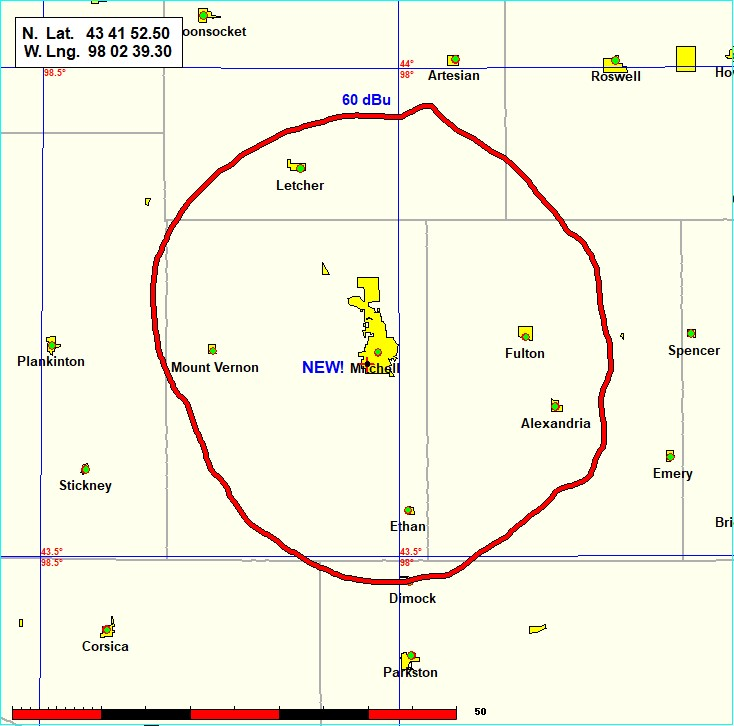 N. Lat. 43 41 52.50
W. Lng. 98 02 39.30
oonsocket
98.5°
44°
98°
Artesian
Roswell
Ho
60 dBu
Letcher
Plankinton
Mount Vernon
NEW!
Mitchell
Fulton
Spencer
Alexandria
Stickney
Emery
Ethan
Bri
43.5°
98.5°
43.5°
98°
Dimock
Corsica
Parkston
50